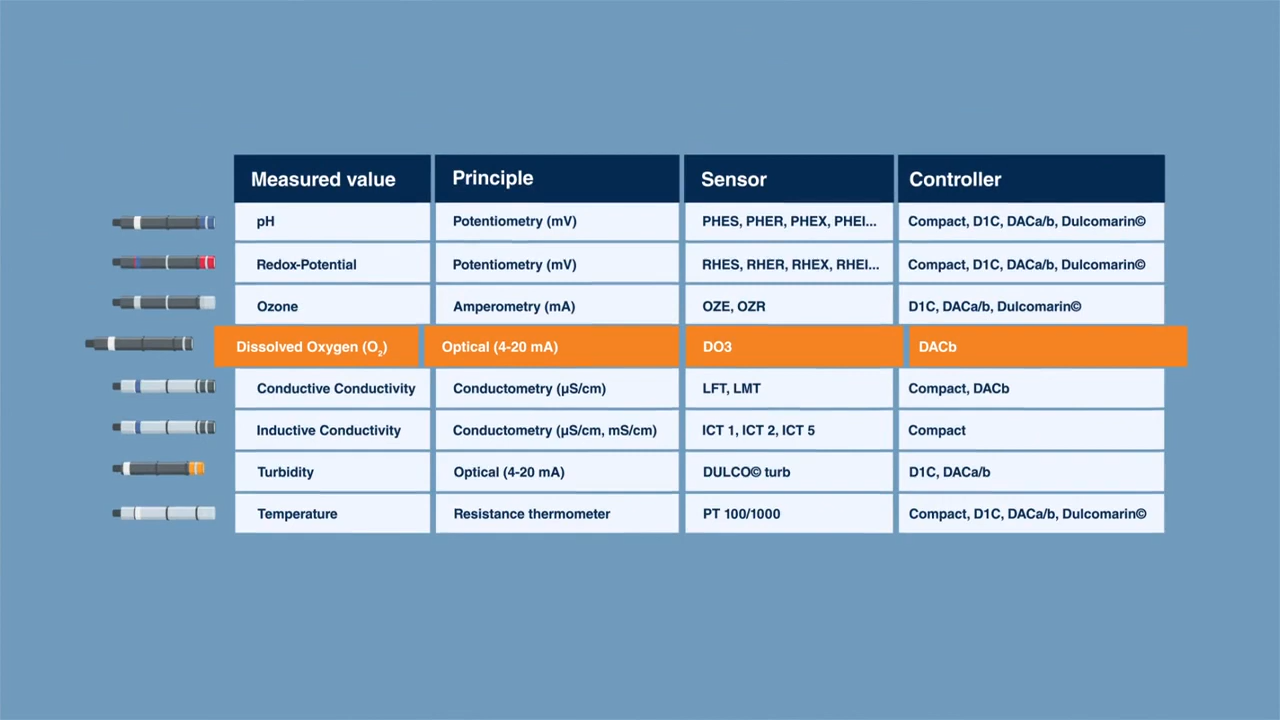 Measured value Principle Sensor Controller
pH Potentiometry (mV) PHES, PHER, PHEX, PHEI... Compact, D1C, DACa/b, Dulcomarin©
Redox-Potential Potentiometry (mV) RHES, RHER, RHEX, RHEI... Compact, D1C, DACa/b, Dulcomarin©
Ozone Amperometry (mA) OZE, OZR D1C, DACa/b, Dulcomarin©
Dissolved Oxygen (O₂) Optical (4-20 mA) DO3 DACb
Conductive Conductivity Conductometry (µS/cm) LFT, LMT Compact, DACb
Inductive Conductivity Conductometry (µS/cm, mS/cm) ICT 1, ICT 2, ICT 5 Compact
Turbidity Optical (4-20 mA) DULCO© turb D1C, DACa/b
Temperature Resistance thermometer PT 100/1000 Compact, D1C, DACa/b, Dulcomarin©